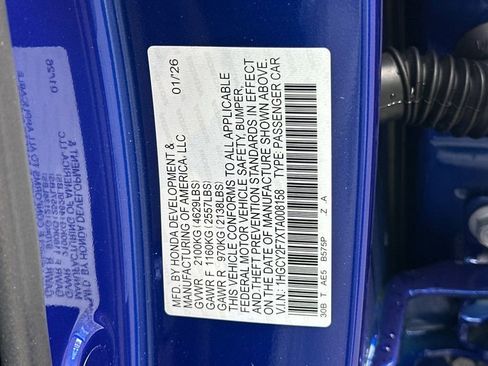 MFD. BY HONDA DEVELOPMENT & 01/26
MANUFACTURING OF AMERICA, LLC
GVWR 2100KG(4629LBS)
GAWR F 1160KG(2557LBS)
GAWR R 970KG(2138LBS)
THIS VEHICLE CONFORMS TO ALL APPLICABLE
FEDERAL MOTOR VEHICLE SAFETY, BUMPER,
AND THEFT PREVENTION STANDARDS IN EFFECT
ON THE DATE OF MANUFACTURE SHOWN ABOVE.
V.I.N.: 1HGCY2F7XTA008158 TYPE: PASSENGER CAR
30B T AE5 B575P Z A